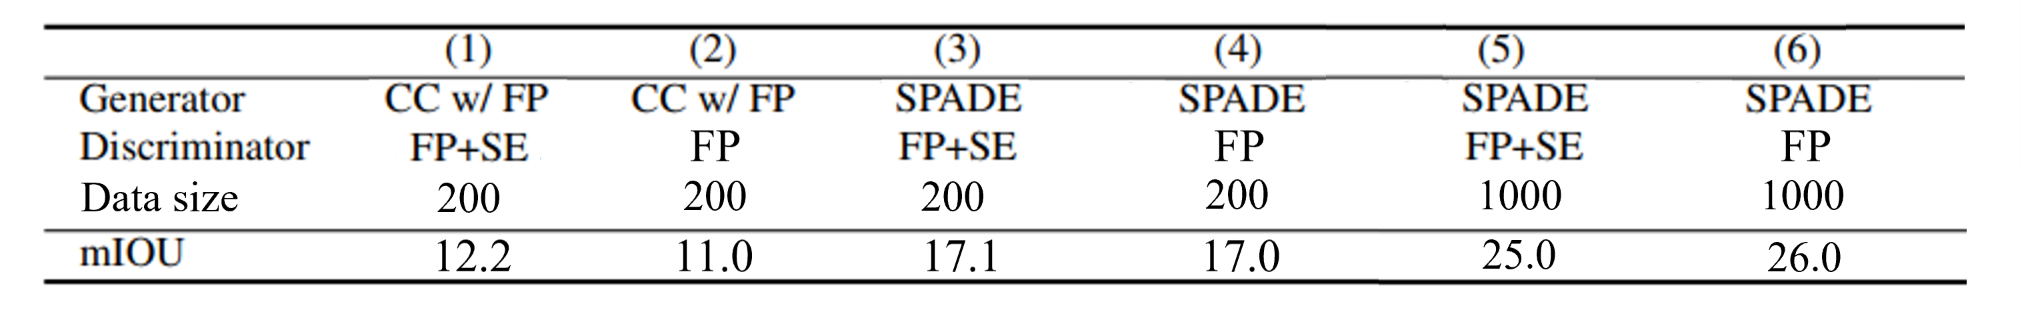 (1) (2) (3) (4) (5) (6)
Generator CC w/ FP CC w/ FP SPADE SPADE SPADE SPADE
Discriminator FP+SE FP FP+SE FP FP+SE FP
Data size 200 200 200 200 1000 1000
mIOU 12.2 11.0 17.1 17.0 25.0 26.0